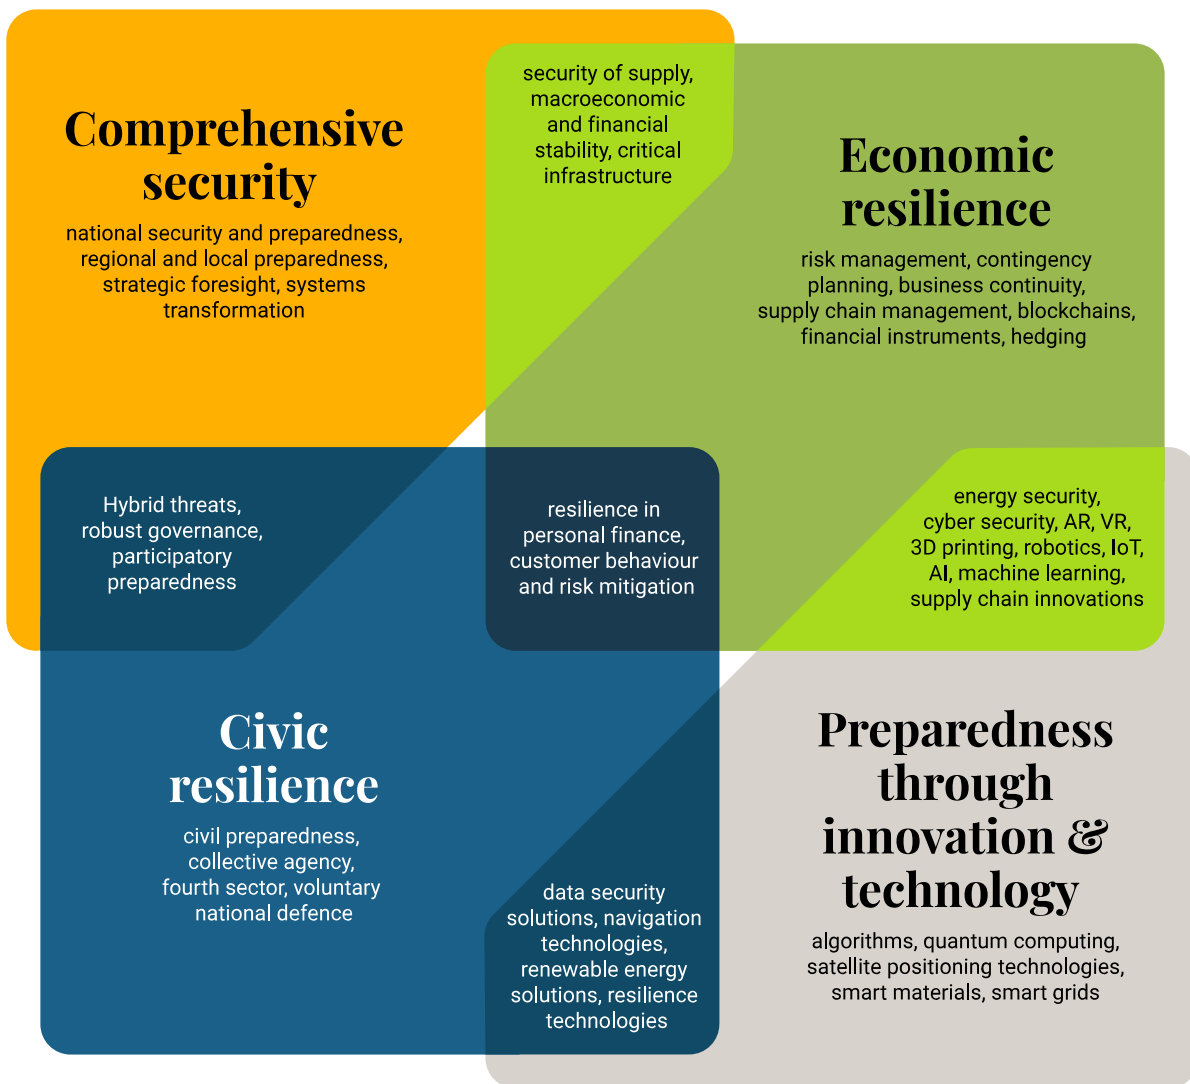 Comprehensive
security
national security and preparedness,
regional and local preparedness,
strategic foresight, systems
transformation
security of supply,
macroeconomic
and financial
stability, critical
infrastructure
Economic
resilience
risk management, contingency
planning, business continuity,
supply chain management, blockchains,
financial instruments, hedging
Hybrid threats,
robust governance,
participatory
preparedness
resilience in
personal finance,
customer behaviour
and risk mitigation
energy security,
cyber security, AR, VR,
3D printing, robotics, IoT,
AI, machine learning,
supply chain innovations
Civic
resilience
civil preparedness,
collective agency,
fourth sector, voluntary
national defence
data security
solutions, navigation
technologies,
renewable energy
solutions, resilience
technologies
Preparedness
through
innovation &
technology
algorithms, quantum computing,
satellite positioning technologies,
smart materials, smart grids